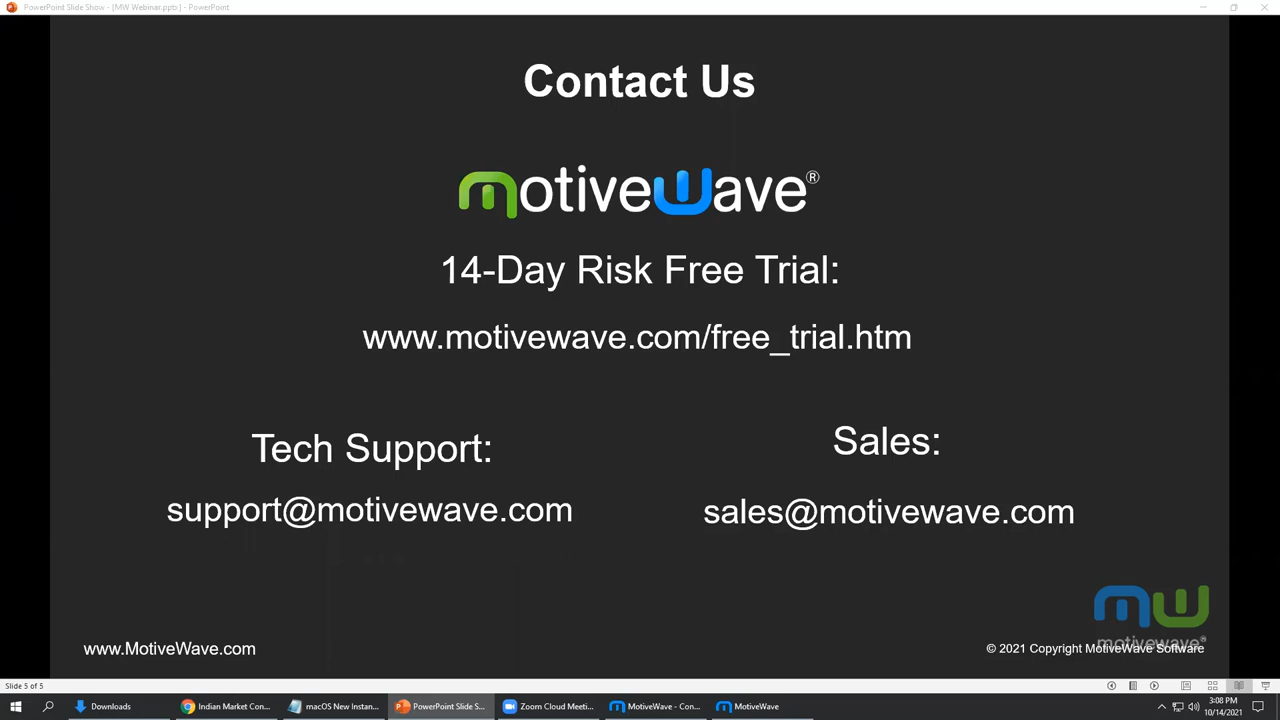 PowerPoint Slide Show - [MW Webinar.pptx] - PowerPoint
Contact Us
motivewave®
14-Day Risk Free Trial:
www.motivewave.com/free_trial.htm
Tech Support:
support@motivewave.com
Sales:
sales@motivewave.com
mw
motivewave®
www.MotiveWave.com
© 2021 Copyright MotiveWave Software
Slide 5 of 5
Downloads
Indian Market Con...
macOS New Instan...
PowerPoint Slide S...
Zoom Cloud Meeti...
MotiveWave - Con...
MotiveWave
3:08 PM
10/14/2021